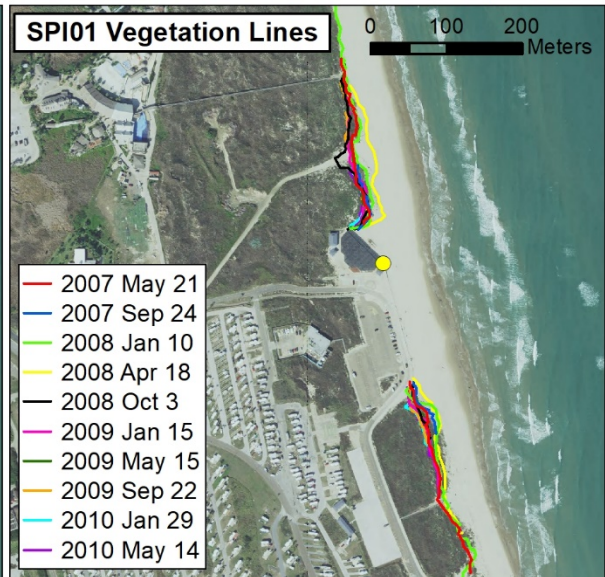 SPI01 Vegetation Lines
0 100 200
Meters
2007 May 21
2007 Sep 24
2008 Jan 10
2008 Apr 18
2008 Oct 3
2009 Jan 15
2009 May 15
2009 Sep 22
2010 Jan 29
2010 May 14